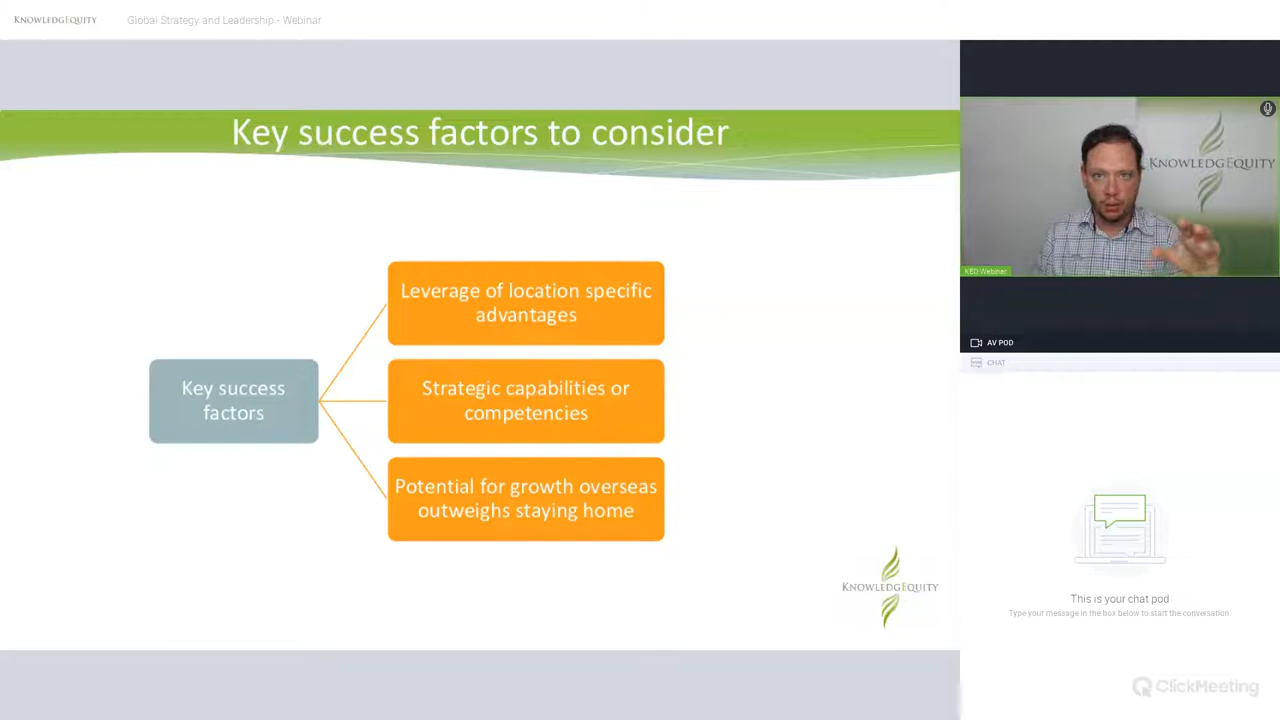 KNOWLEDGEQUITY
Global Strategy and Leadership - Webinar
Key success factors to consider
Key success
factors
Leverage of location specific
advantages
Strategic capabilities or
competencies
Potential for growth overseas
outweighs staying home
KNOWLEDGEQUITY
KNOWLEDGEQUITY
KED Webinar
AV POD
CHAT
This is your chat pod
Type your message in the box below to start the conversation.
ClickMeeting